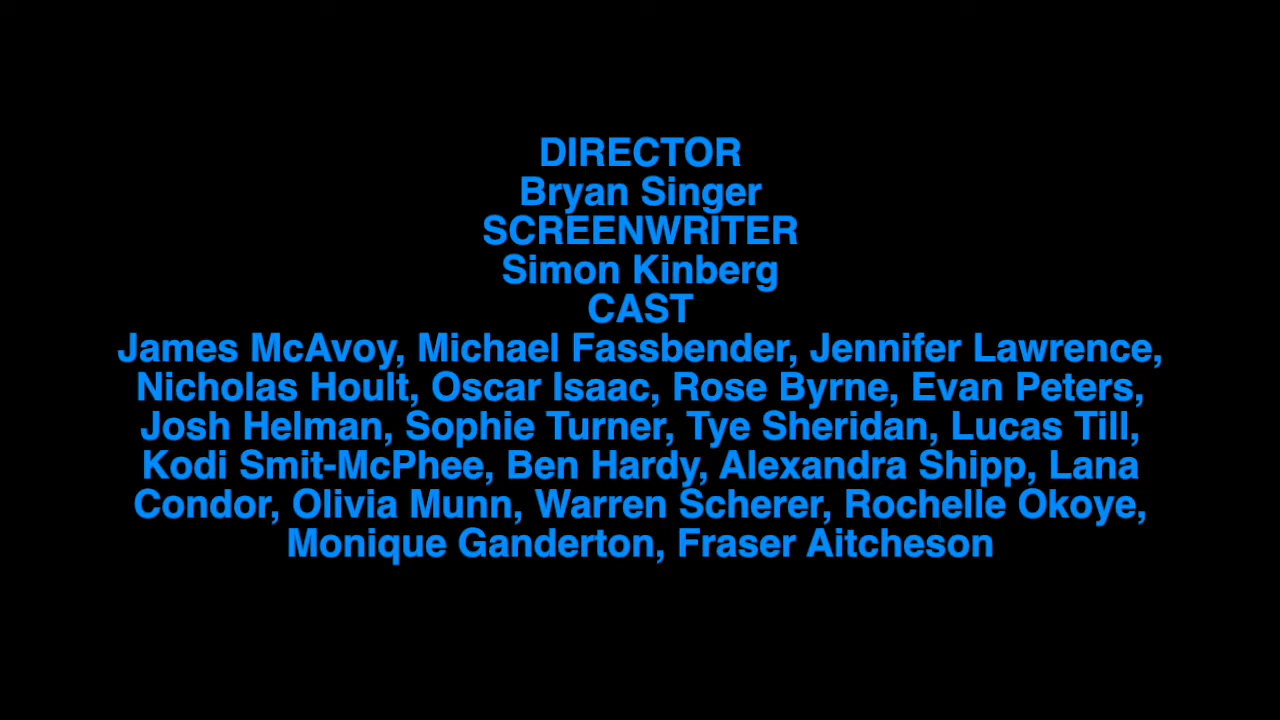 DIRECTOR
Bryan Singer
SCREENWRITER
Simon Kinberg
CAST
James McAvoy, Michael Fassbender, Jennifer Lawrence,
Nicholas Hoult, Oscar Isaac, Rose Byrne, Evan Peters,
Josh Helman, Sophie Turner, Tye Sheridan, Lucas Till,
Kodi Smit-McPhee, Ben Hardy, Alexandra Shipp, Lana
Condor, Olivia Munn, Warren Scherer, Rochelle Okoye,
Monique Ganderton, Fraser Aitcheson